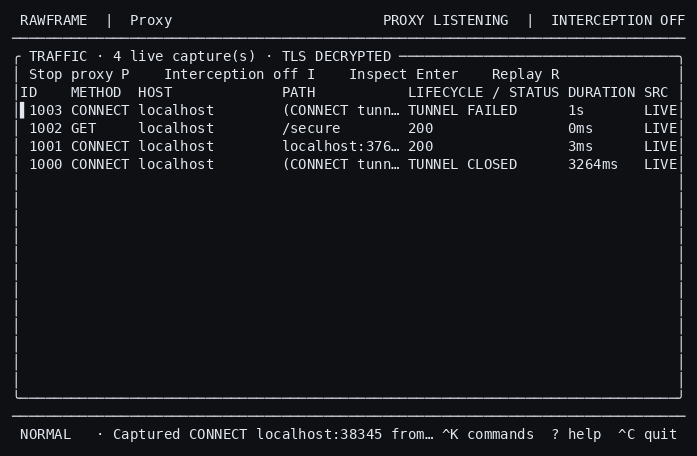 RAWFRAME | Proxy PROXY LISTENING | INTERCEPTION OFF
TRAFFIC · 4 live capture(s) · TLS DECRYPTED
Stop proxy P Interception off I Inspect Enter Replay R
ID METHOD HOST PATH LIFECYCLE / STATUS DURATION SRC
1003 CONNECT localhost (CONNECT tunn… TUNNEL FAILED 1s LIVE
1002 GET localhost /secure 200 0ms LIVE
1001 CONNECT localhost localhost:376… 200 3ms LIVE
1000 CONNECT localhost (CONNECT tunn… TUNNEL CLOSED 3264ms LIVE
NORMAL · Captured CONNECT localhost:38345 from… ^K commands ? help ^C quit